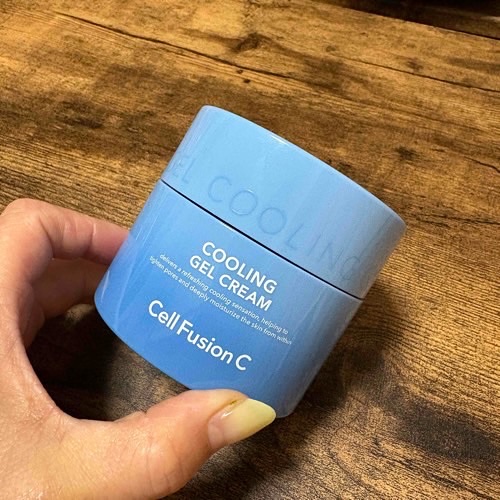 GEL COOLING
COOLING
GEL CREAM
delivers a refreshing cooling sensation, helping to
tighten pores and deeply moisturize the skin from within
Cell Fusion C